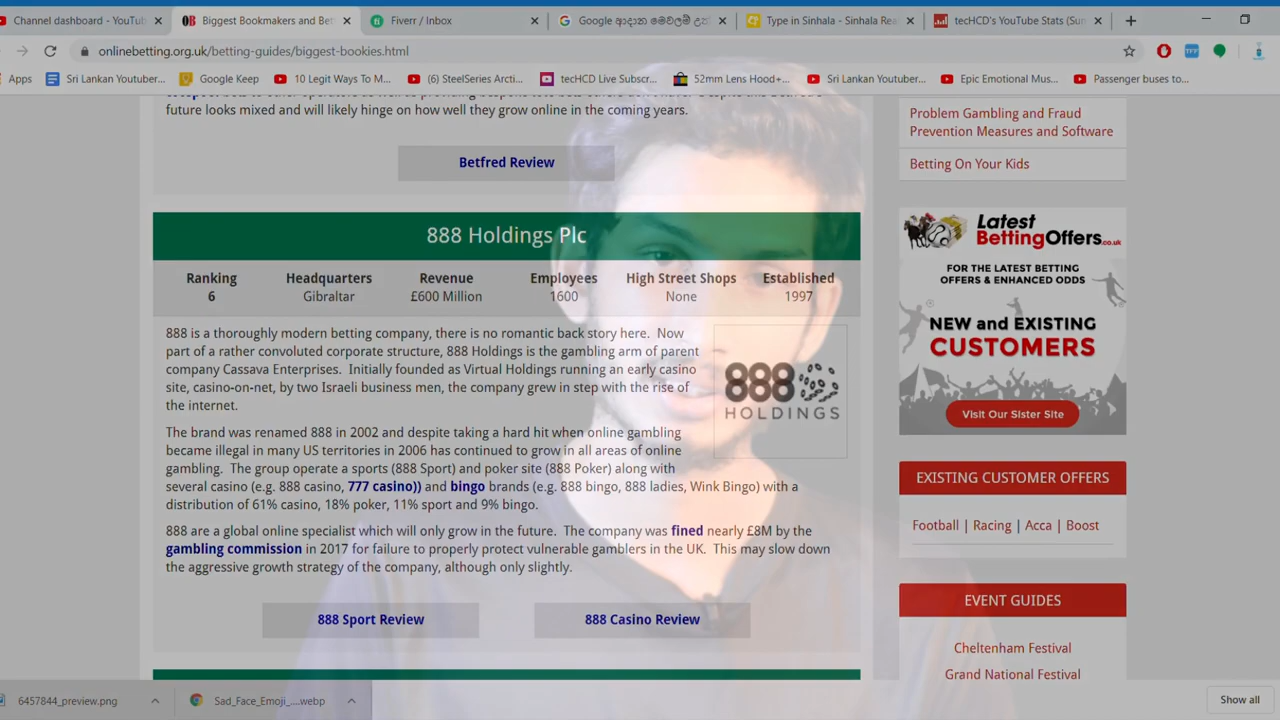 Channel dashboard - YouTu
Biggest Bookmakers and Bet
Fiverr / Inbox
Google ආදාන මෙවලම්
Type in Sinhala - Sinhala Rea
tecHCD's YouTube Stats (Sun
onlinebetting.org.uk/betting-guides/biggest-bookies.html
Apps
Sri Lankan Youtuber...
Google Keep
10 Legit Ways To M...
(6) SteelSeries Arcti...
tecHCD Live Subscr...
52mm Lens Hood+...
Sri Lankan Youtuber...
Epic Emotional Mus...
Passenger buses to...
future looks mixed and will likely hinge on how well they grow online in the coming years.
Betfred Review
888 Holdings Plc
Ranking Headquarters Revenue Employees High Street Shops Established
6 Gibraltar £600 Million 1600 None 1997
888 is a thoroughly modern betting company, there is no romantic back story here. Now
part of a rather convoluted corporate structure, 888 Holdings is the gambling arm of parent
company Cassava Enterprises. Initially founded as Virtual Holdings running an early casino
site, casino-on-net, by two Israeli business men, the company grew in step with the rise of
the internet.
888
HOLDINGS
The brand was renamed 888 in 2002 and despite taking a hard hit when online gambling
became illegal in many US territories in 2006 has continued to grow in all areas of online
gambling. The group operate a sports (888 Sport) and poker site (888 Poker) along with
several casino (e.g. 888 casino, 777 casino)) and bingo brands (e.g. 888 bingo, 888 ladies, Wink Bingo) with a
distribution of 61% casino, 18% poker, 11% sport and 9% bingo.
888 are a global online specialist which will only grow in the future. The company was fined nearly £8M by the
gambling commission in 2017 for failure to properly protect vulnerable gamblers in the UK. This may slow down
the aggressive growth strategy of the company, although only slightly.
888 Sport Review
888 Casino Review
Problem Gambling and Fraud
Prevention Measures and Software
Betting On Your Kids
Latest
BettingOffers.co.uk
FOR THE LATEST BETTING
OFFERS & ENHANCED ODDS
NEW and EXISTING
CUSTOMERS
Visit Our Sister Site
EXISTING CUSTOMER OFFERS
Football | Racing | Acca | Boost
EVENT GUIDES
Cheltenham Festival
Grand National Festival
6457844_preview.png
Sad_Face_Emoji_....webp
Show all